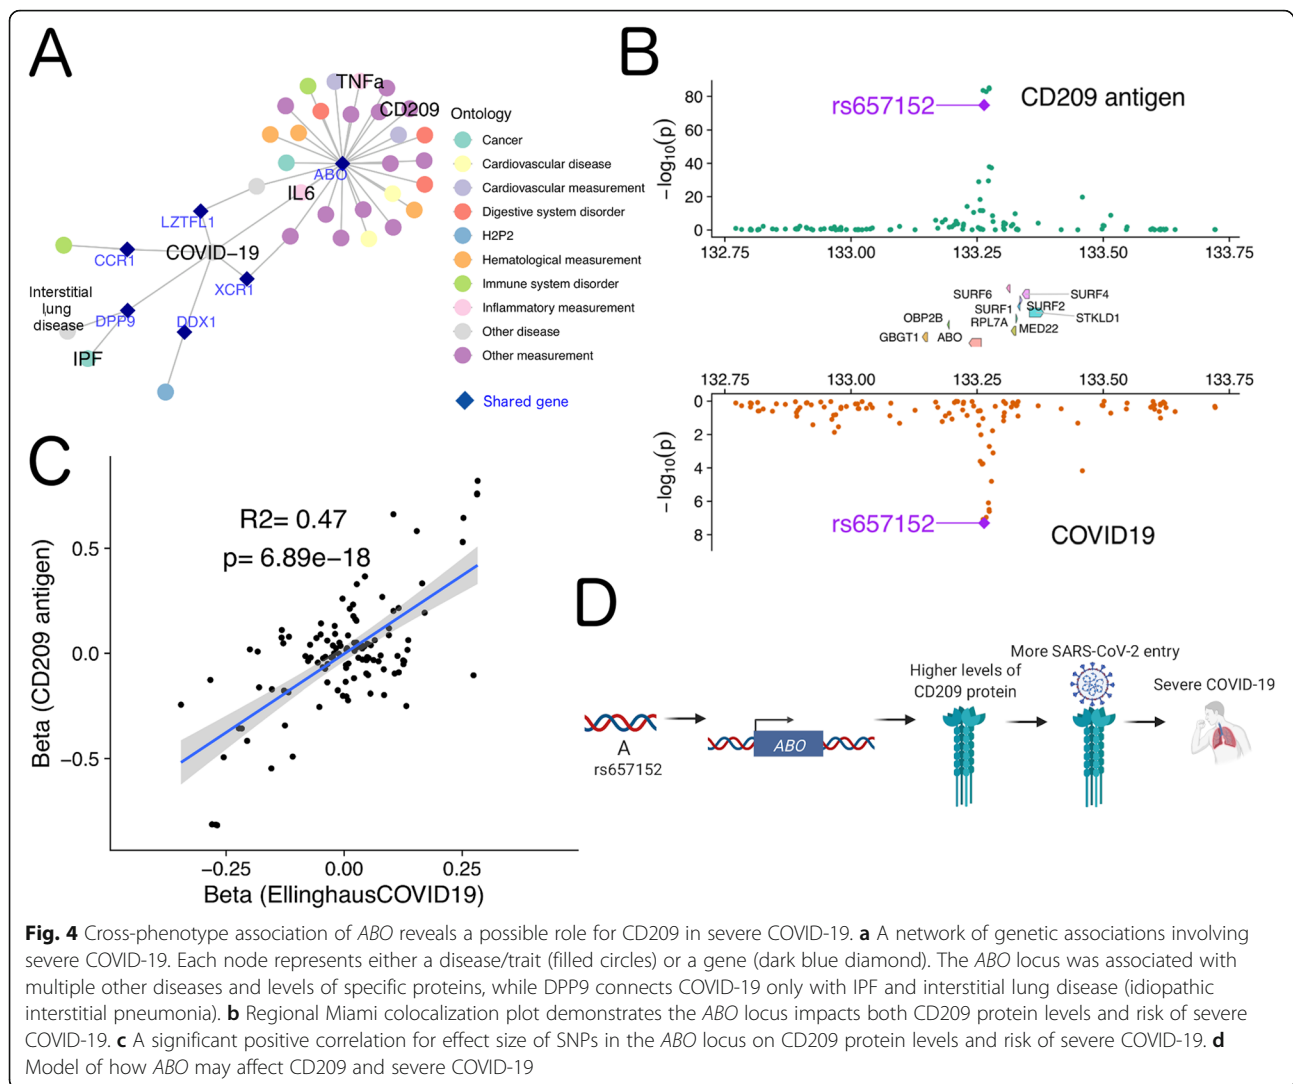 A
TNFa
CD209
ABO
IL6
LZTFL1
COVID-19
CCR1
XCR1
Interstitial
lung
disease
DPP9
DDX1
IPF
Ontology
Cancer
Cardiovascular disease
Cardiovascular measurement
Digestive system disorder
H2P2
Hematological measurement
Immune system disorder
Inflammatory measurement
Other disease
Other measurement
Shared gene
B
CD209 antigen
rs657152
−log10(p)
80
60
40
20
0
132.75 133.00 133.25 133.50 133.75
SURF6
SURF4
SURF1
SURF2
OBP2B
RPL7A
STKLD1
MED22
GBGT1
ABO
132.75 133.00 133.25 133.50 133.75
−log10(p)
0
2
4
6
8
rs657152
COVID19
C
R2= 0.47
p= 6.89e−18
Beta (CD209 antigen)
0.5
0.0
−0.5
−0.25 0.00 0.25
Beta (EllinghausCOVID19)
D
A
rs657152
ABO
Higher levels of
CD209 protein
More SARS-CoV-2 entry
Severe COVID-19
Fig. 4 Cross-phenotype association of ABO reveals a possible role for CD209 in severe COVID-19. a A network of genetic associations involving
severe COVID-19. Each node represents either a disease/trait (filled circles) or a gene (dark blue diamond). The ABO locus was associated with
multiple other diseases and levels of specific proteins, while DPP9 connects COVID-19 only with IPF and interstitial lung disease (idiopathic
interstitial pneumonia). b Regional Miami colocalization plot demonstrates the ABO locus impacts both CD209 protein levels and risk of severe
COVID-19. c A significant positive correlation for effect size of SNPs in the ABO locus on CD209 protein levels and risk of severe COVID-19. d
Model of how ABO may affect CD209 and severe COVID-19